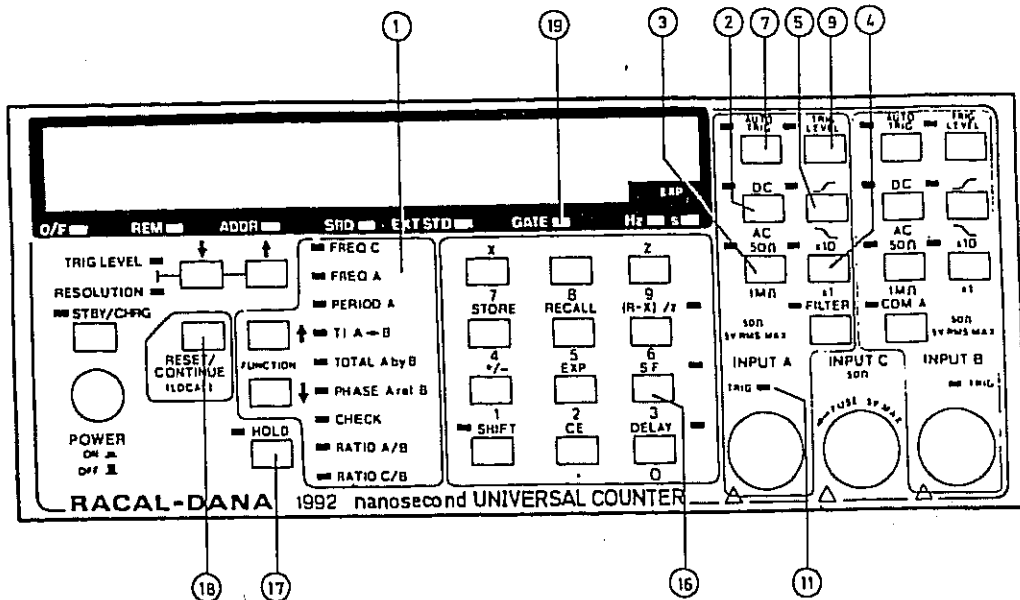 3 2 7 5 9 4
1 19
AUTO TRIG TRIG LEVEL AUTO TRIG TRIG LEVEL
EXP
DC DC
O/F REM ADDR SRD EXT STD GATE Hz s
AC 50Ω x10 AC 50Ω x10
TRIG LEVEL
RESOLUTION
STBY/CHRG
RESET/
CONTINUE
(LOCAL)
FUNCTION
POWER
ON
OFF
HOLD
FREQ C
FREQ A
PERIOD A
TI A→B
TOTAL A by B
PHASE A rel B
CHECK
RATIO A/B
RATIO C/B
X Z
7 8 9
STORE RECALL (R-X)/Z
4 5 6
+/- EXP SF
1 2 3
SHIFT CE DELAY
. 0
1MΩ x1 1MΩ x1
FILTER COM A
50Ω 5V RMS MAX 50Ω 5V RMS MAX
INPUT A INPUT C INPUT B
50Ω
TRIG TRIG
FUSE 5V MAX
RACAL-DANA 1992 nanosecond UNIVERSAL COUNTER
18 17 16 11